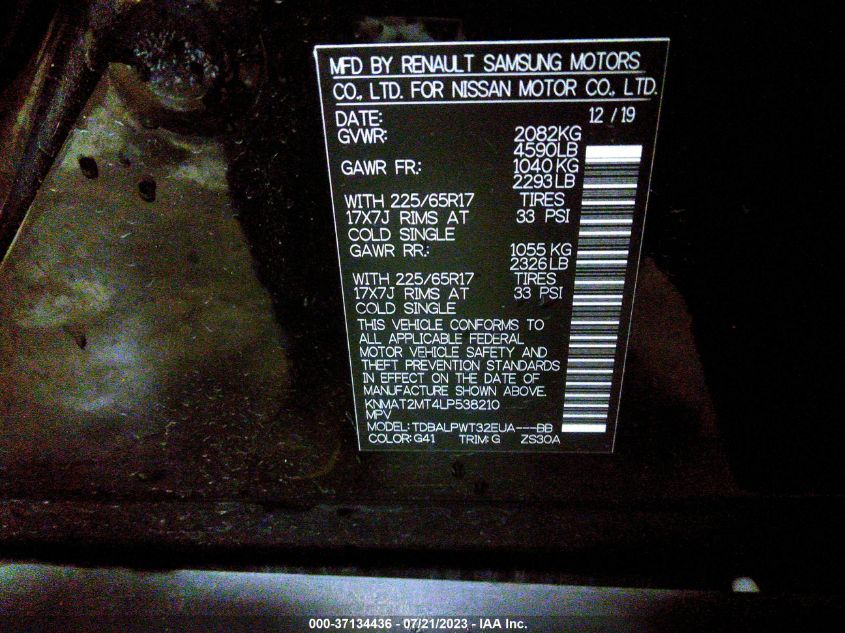 MFD BY RENAULT SAMSUNG MOTORS
CO., LTD. FOR NISSAN MOTOR CO., LTD.
DATE: 12 / 19
GVWR: 2082KG
4590LB
GAWR FR.: 1040 KG
2293 LB
WITH 225/65R17 TIRES
17X7J RIMS AT 33 PSI
COLD SINGLE
GAWR RR.: 1055 KG
2326 LB
WITH 225/65R17 TIRES
17X7J RIMS AT 33 PSI
COLD SINGLE
THIS VEHICLE CONFORMS TO
ALL APPLICABLE FEDERAL
MOTOR VEHICLE SAFETY AND
THEFT PREVENTION STANDARDS
IN EFFECT ON THE DATE OF
MANUFACTURE SHOWN ABOVE.
KNMAT2MT4LP538210
MPV
MODEL: TDBALPWT32EUA---BB
COLOR: G41 TRIM: G ZS30A
000-37134436 - 07/21/2023 - IAA Inc.